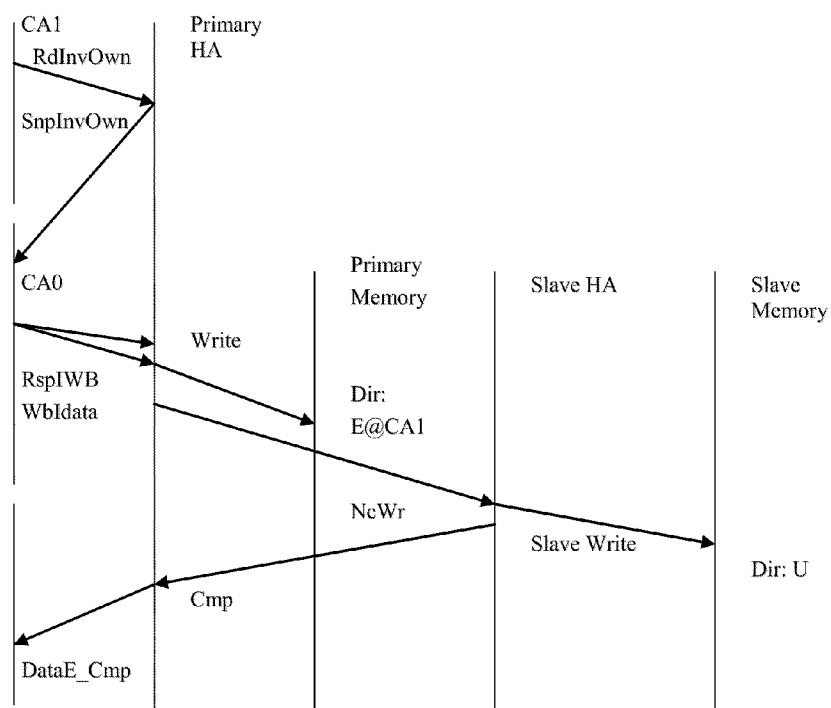 CA1
Primary
HA
RdInvOwn
SnpInvOwn
CA0
Primary
Memory
Slave HA
Slave
Memory
Write
RspIWB
WbIdata
Dir:
E@CA1
NcWr
Slave Write
Dir: U
Cmp
DataE_Cmp